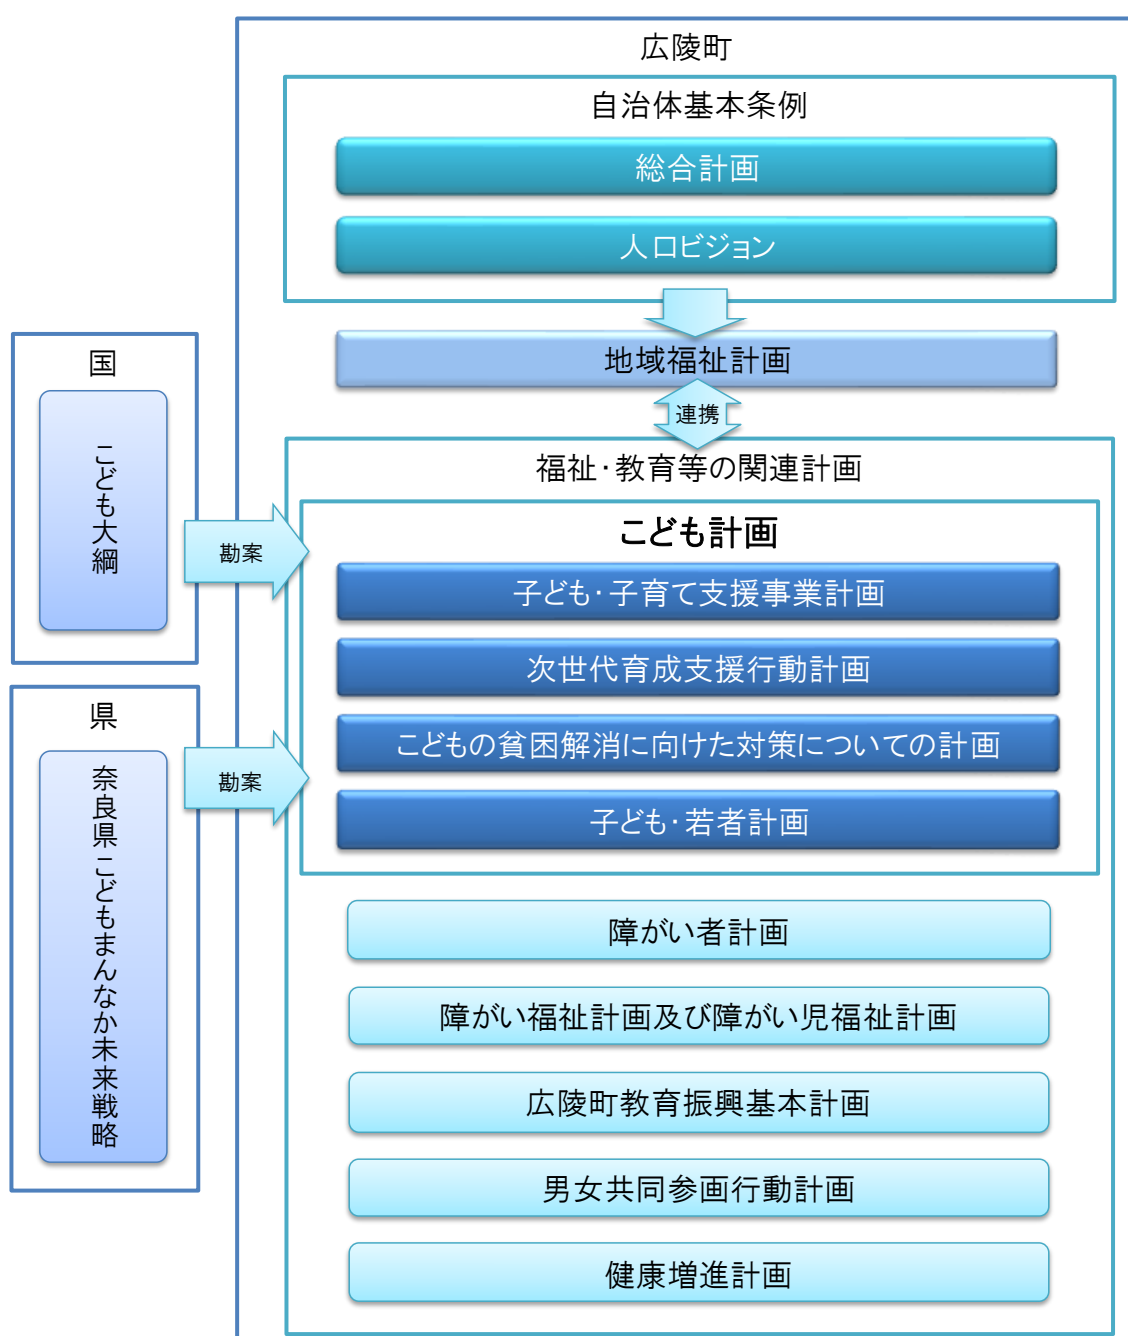 広陵町
自治体基本条例
総合計画
人口ビジョン
地域福祉計画
連携
国
こども大綱
勘案
県
奈良県こどもまんなか未来戦略
勘案
福祉・教育等の関連計画
こども計画
子ども・子育て支援事業計画
次世代育成支援行動計画
こどもの貧困解消に向けた対策についての計画
子ども・若者計画
障がい者計画
障がい福祉計画及び障がい児福祉計画
広陵町教育振興基本計画
男女共同参画行動計画
健康増進計画